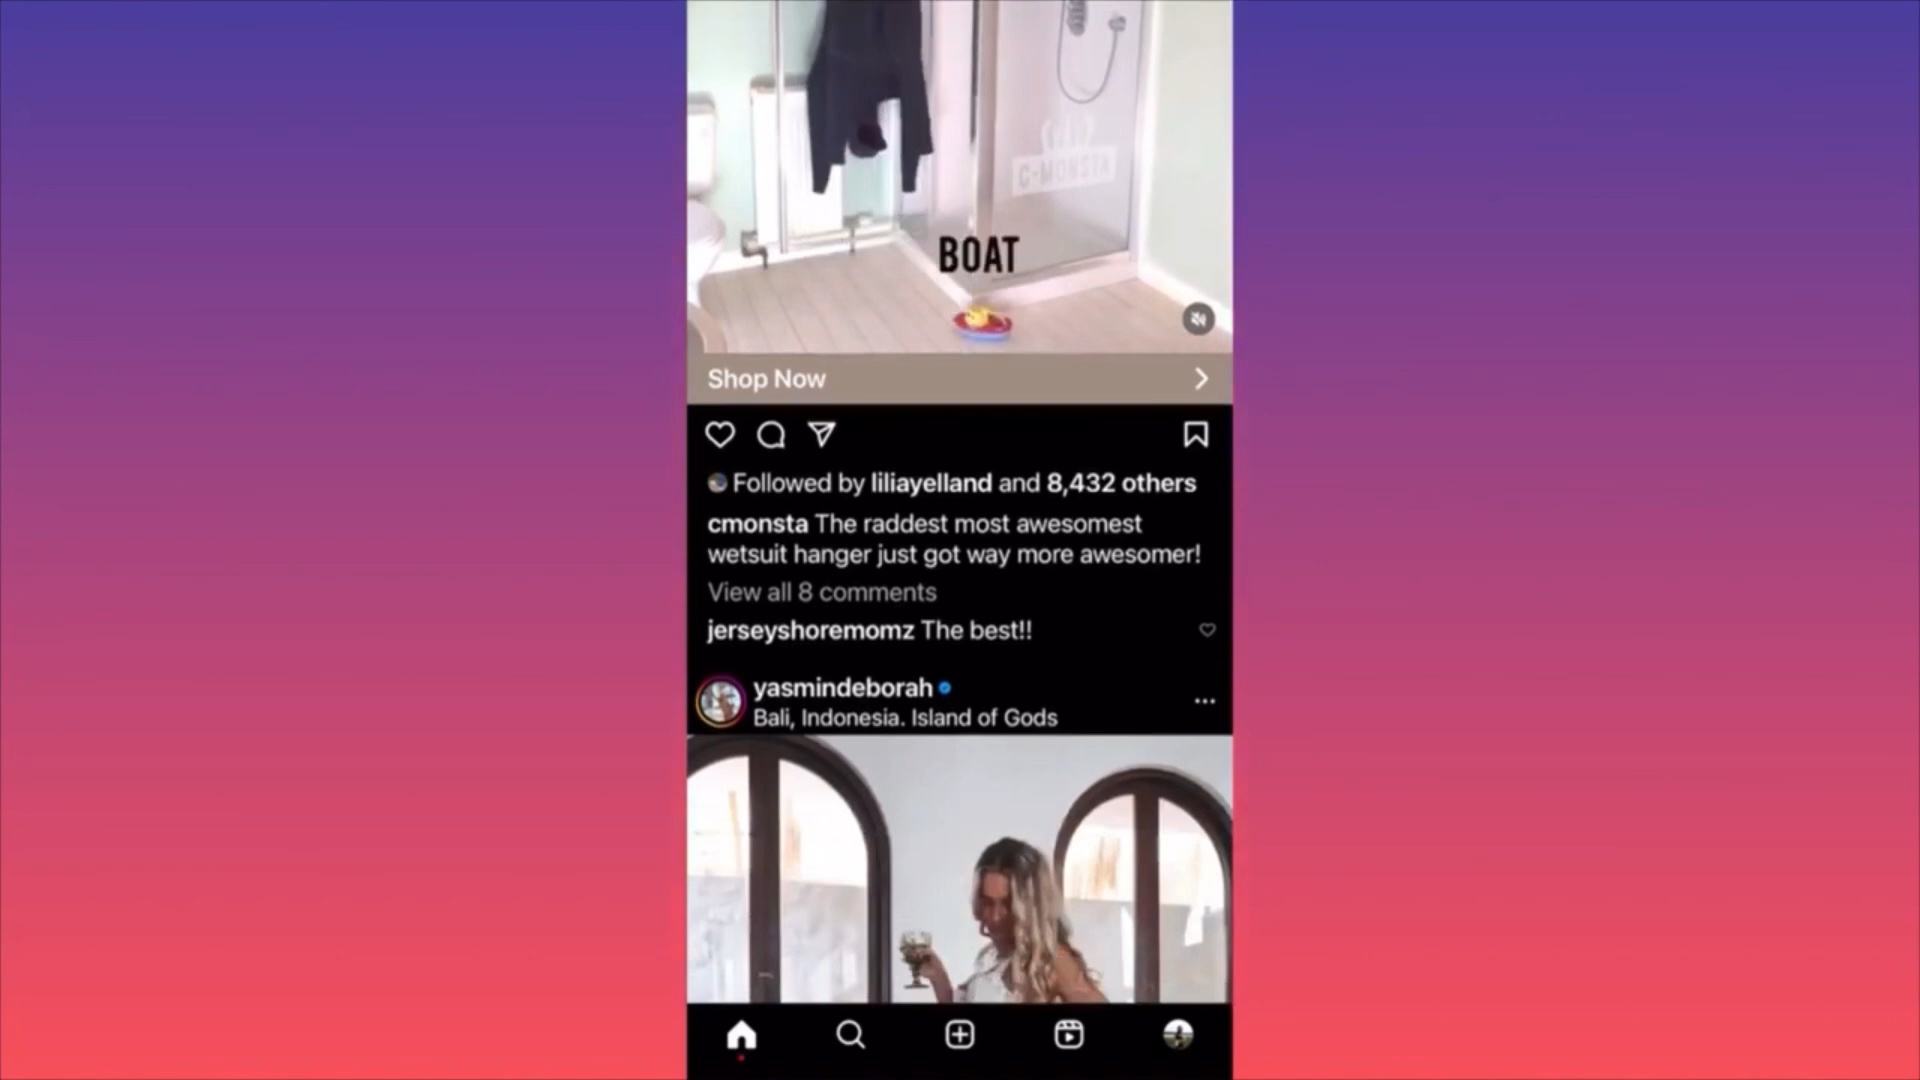 C-MONSTA
BOAT
Shop Now
Followed by liliayelland and 8,432 others
cmonsta The raddest most awesomest
wetsuit hanger just got way more awesomer!
View all 8 comments
jerseyshoremomz The best!!
yasmindeborah
Bali, Indonesia. Island of Gods